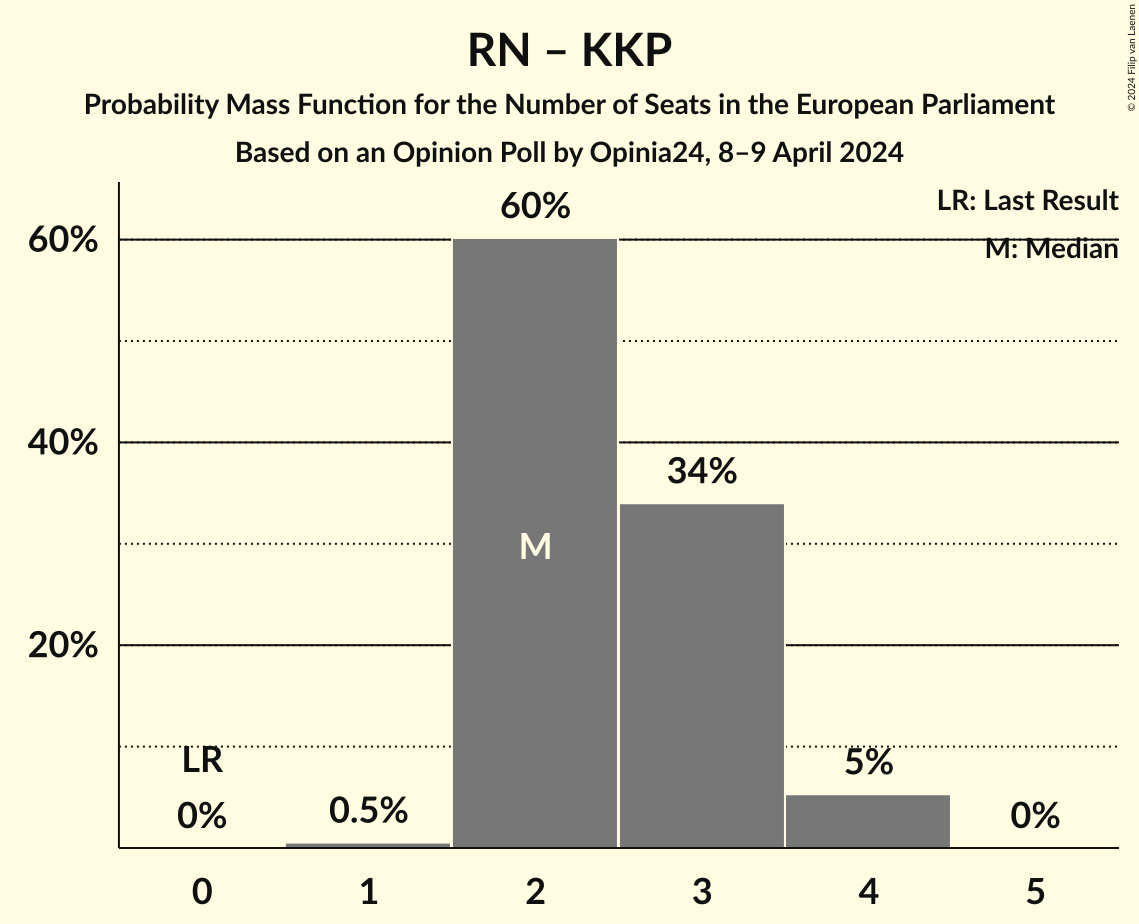 RN – KKP
Probability Mass Function for the Number of Seats in the European Parliament
Based on an Opinion Poll by Opinia24, 8–9 April 2024
© 2024 Filip van Laenen
LR: Last Result
M: Median
60%
40%
20%
60%
34%
M
LR
0%
0.5%
5%
0%
0 1 2 3 4 5